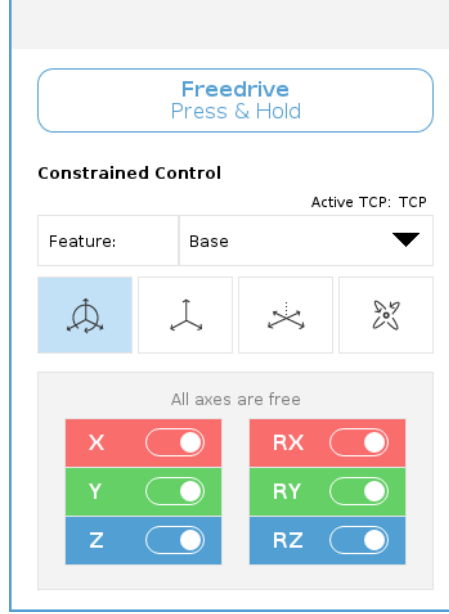 Freedrive
Press & Hold
Constrained Control
Active TCP: TCP
Feature: Base
All axes are free
X RX
Y RY
Z RZ